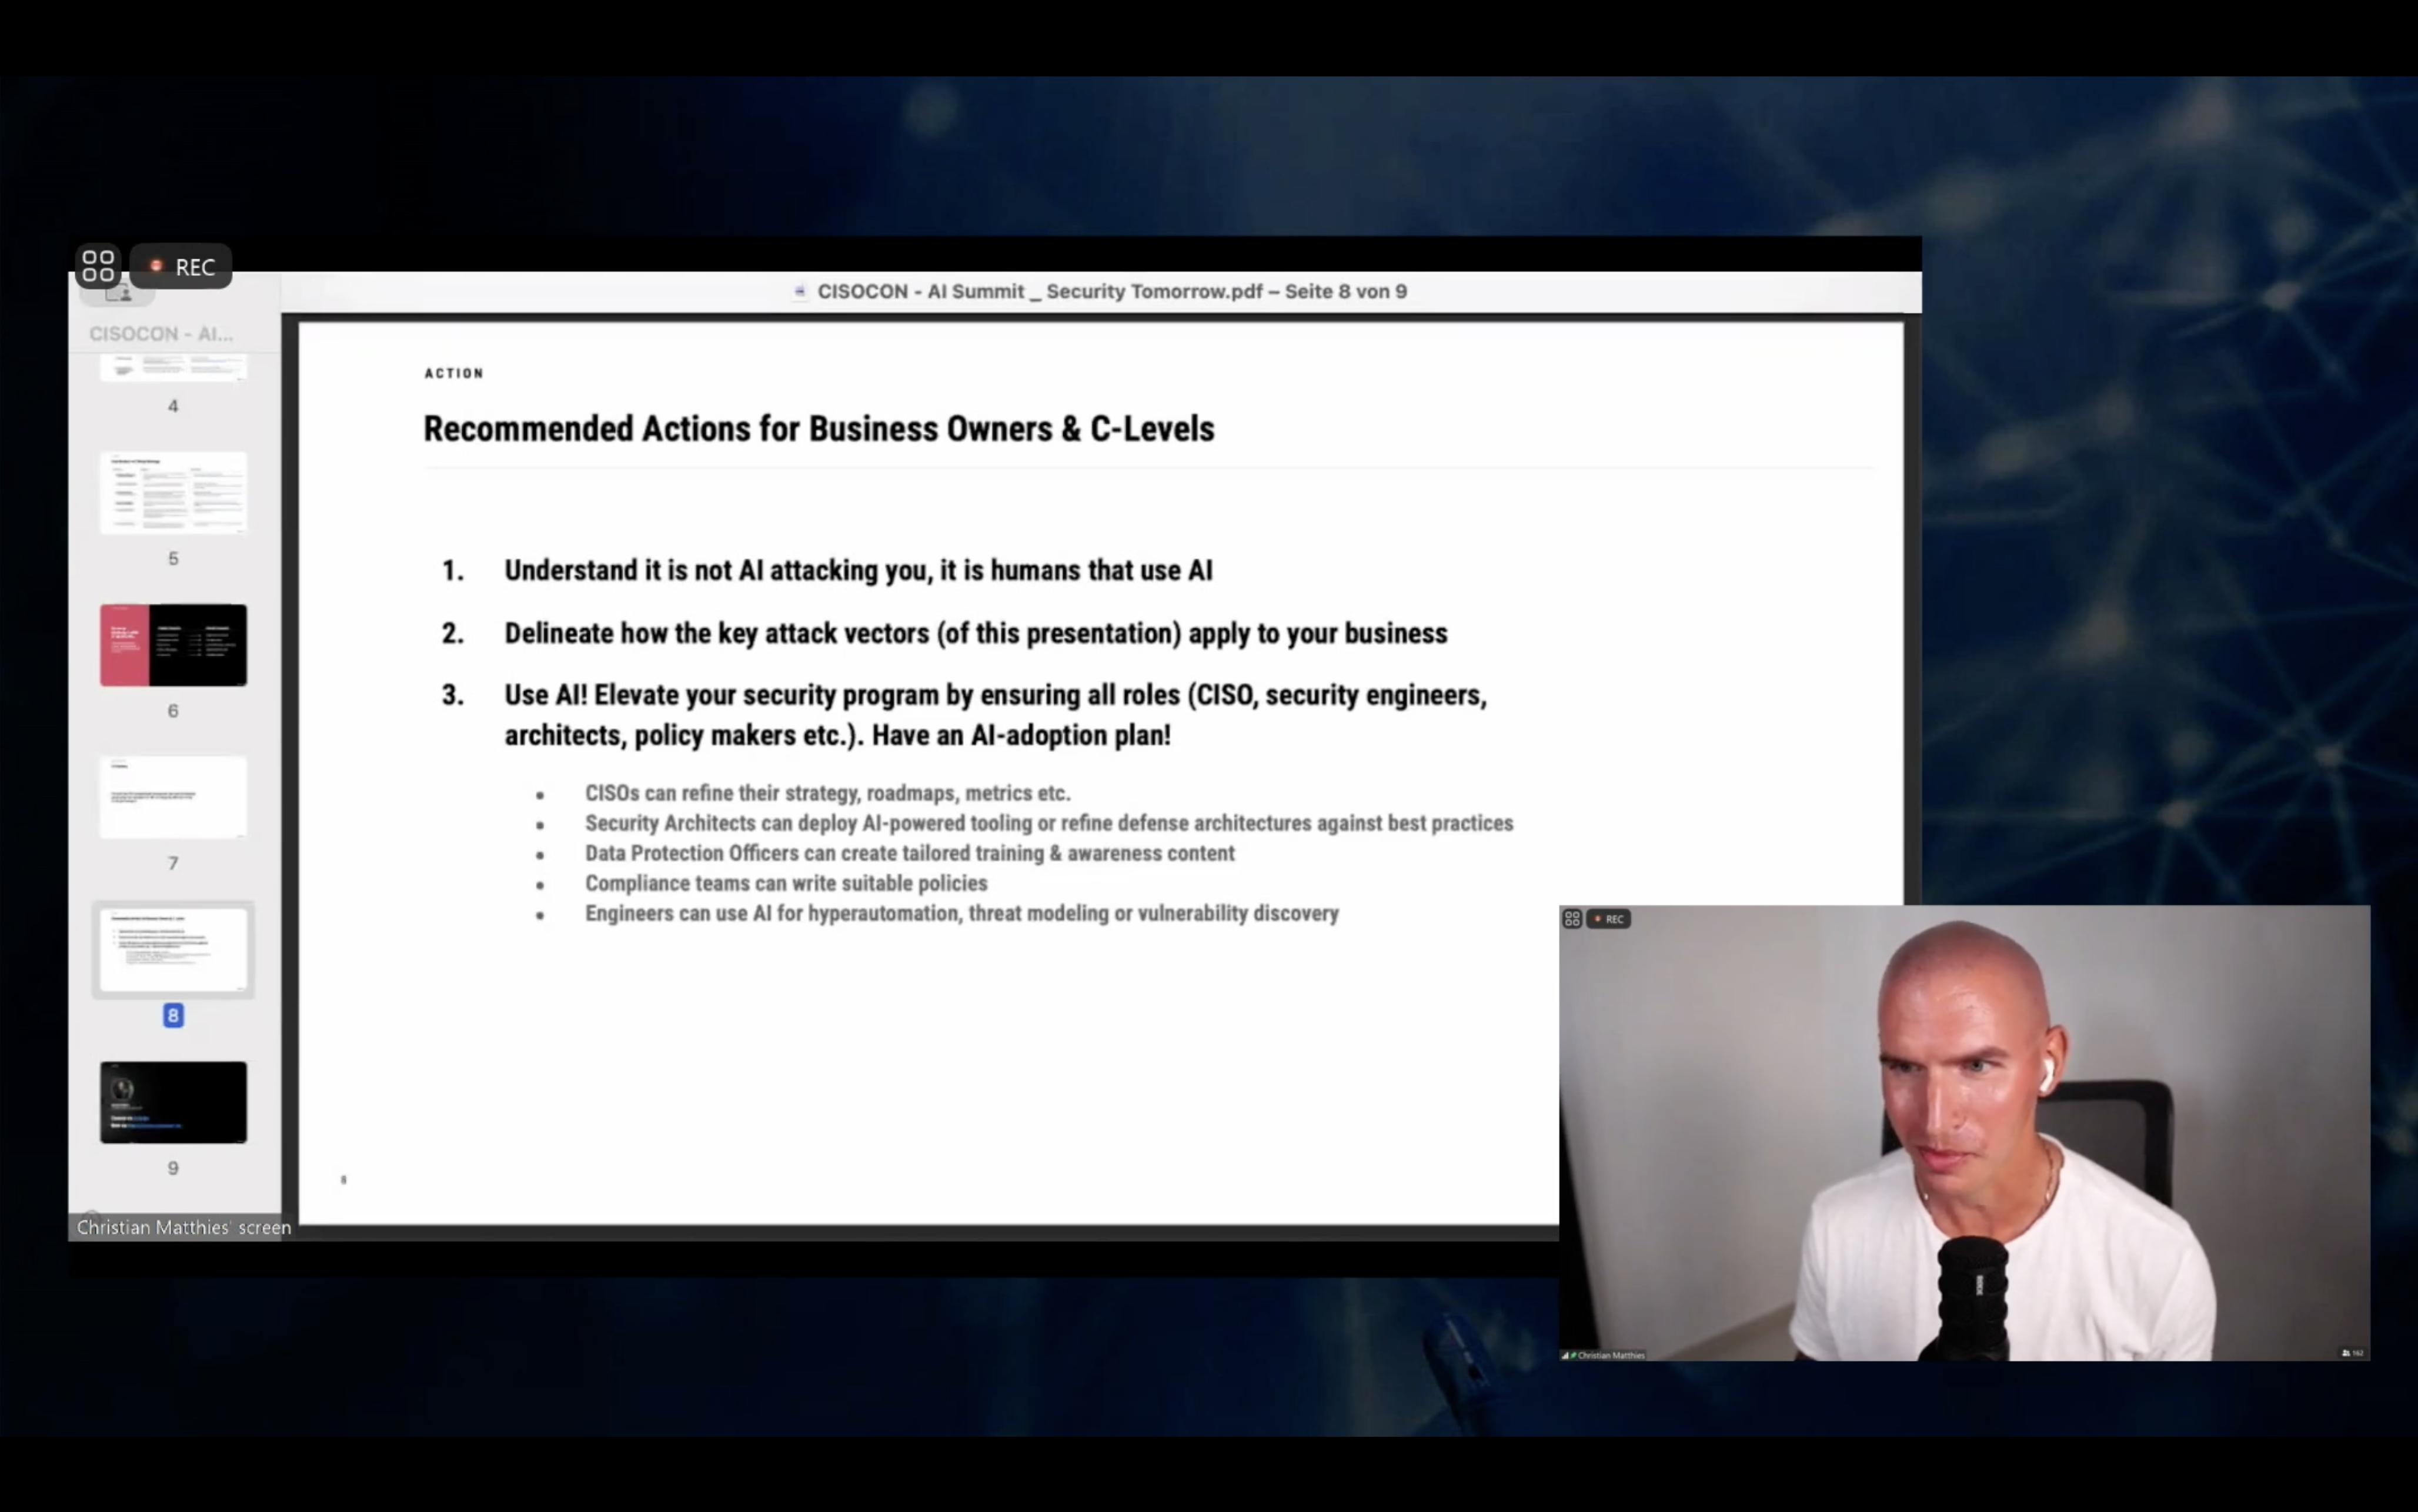 REC
CISOCON - AI Summit _ Security Tomorrow.pdf – Seite 8 von 9
CISOCON - AI...
4
5
6
7
8
9
ACTION
Recommended Actions for Business Owners & C-Levels
1. Understand it is not AI attacking you, it is humans that use AI
2. Delineate how the key attack vectors (of this presentation) apply to your business
3. Use AI! Elevate your security program by ensuring all roles (CISO, security engineers,
architects, policy makers etc.). Have an AI-adoption plan!
• CISOs can refine their strategy, roadmaps, metrics etc.
• Security Architects can deploy AI-powered tooling or refine defense architectures against best practices
• Data Protection Officers can create tailored training & awareness content
• Compliance teams can write suitable policies
• Engineers can use AI for hyperautomation, threat modeling or vulnerability discovery
Christian Matthies' screen
REC
RODE
Christian Matthies
162